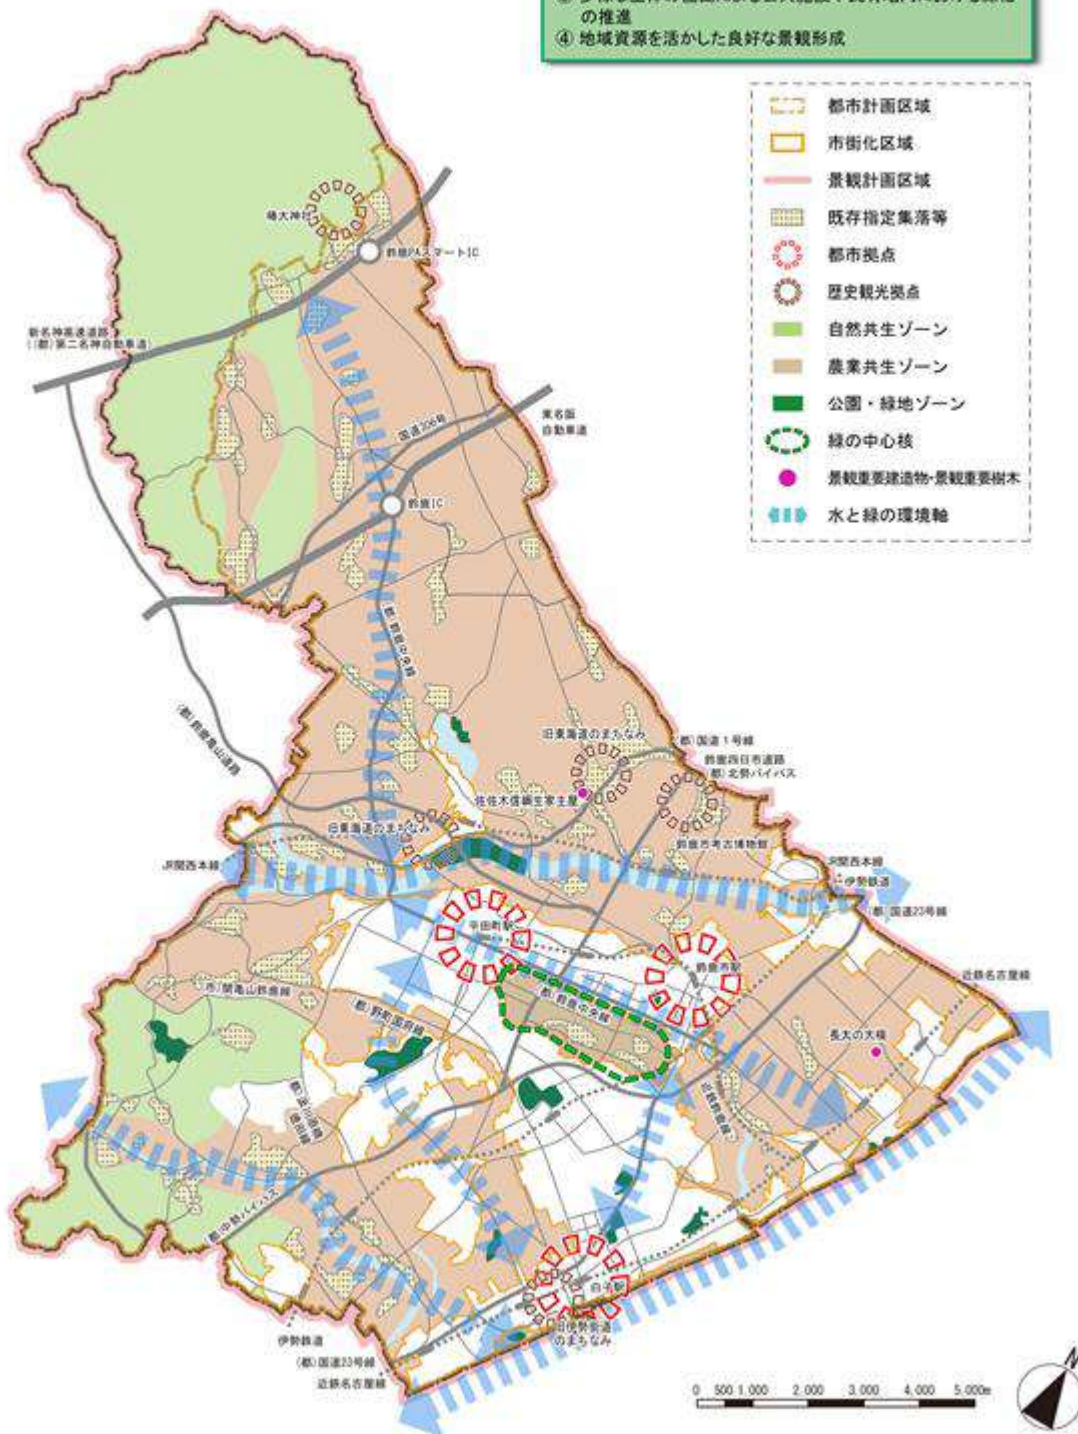 の推進
④ 地域資源を活かした良好な景観形成
都市計画区域
市街化区域
景観計画区域
既存指定集落等
都市拠点
歴史観光拠点
自然共生ゾーン
農業共生ゾーン
公園・緑地ゾーン
緑の中心核
景観重要建造物・景観重要樹木
水と緑の環境軸
椿大神社
鈴鹿PAスマートIC
新名神高速道路
((都)第二名神自動車道)
国道306号
東名阪
自動車道
鈴鹿IC
(都)鈴鹿中央線
(都)鈴鹿亀山道路
旧東海道のまちなみ
(都)国道1号線
鈴鹿四日市道路
(都)北勢バイパス
佐佐木信綱生家主屋
旧東海道のまちなみ
鈴鹿市考古博物館
JR関西本線
JR関西本線
伊勢鉄道
(都)国道23号線
平田町駅
鈴鹿市駅
近鉄名古屋線
(市)関亀山鈴鹿線
(都)野町国府線
(都)鈴鹿中央線
長太の大楠
近鉄鈴鹿線
(都)中勢バイパス
白子駅
旧伊勢街道
のまちなみ
伊勢鉄道
(都)国道23号線
近鉄名古屋線
0 500 1,000 2,000 3,000 4,000 5,000m
N